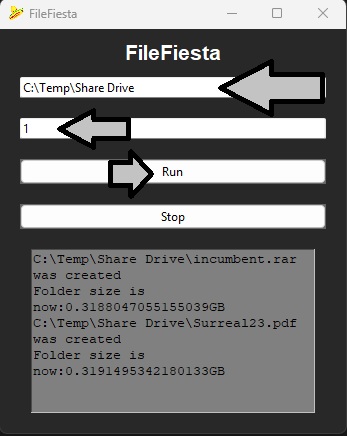 FileFiesta
FileFiesta
C:\Temp\Share Drive
1
Run
Stop
C:\Temp\Share Drive\incumbent.rar
was created
Folder size is
now:0.3188047055155039GB
C:\Temp\Share Drive\Surreal23.pdf
was created
Folder size is
now:0.3191495342180133GB